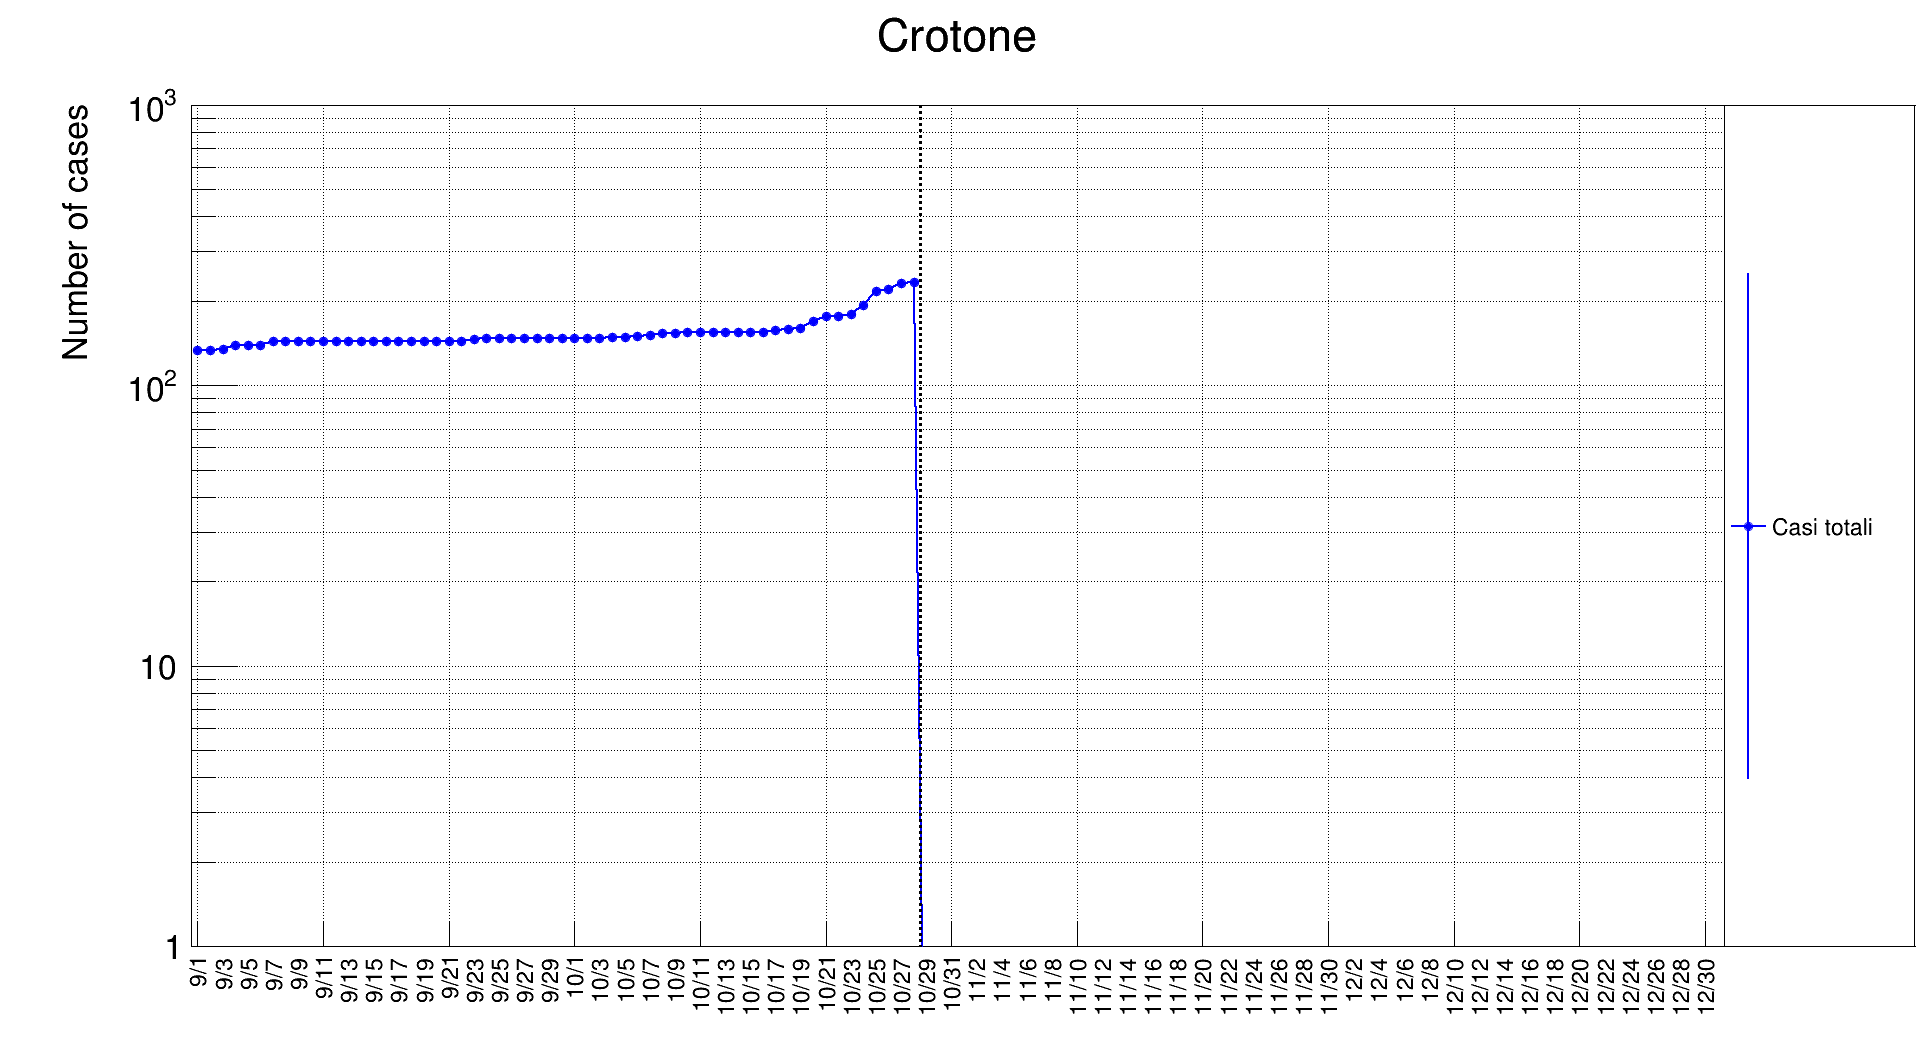 Crotone
Number of cases
10³
10²
10
1
9/1 9/3 9/5 9/7 9/9 9/11 9/13 9/15 9/17 9/19 9/21 9/23 9/25 9/27 9/29 10/1 10/3 10/5 10/7 10/9 10/11 10/13 10/15 10/17 10/19 10/21 10/23 10/25 10/27 10/29 10/31 11/2 11/4 11/6 11/8 11/10 11/12 11/14 11/16 11/18 11/20 11/22 11/24 11/26 11/28 11/30 12/2 12/4 12/6 12/8 12/10 12/12 12/14 12/16 12/18 12/20 12/22 12/24 12/26 12/28 12/30
Casi totali